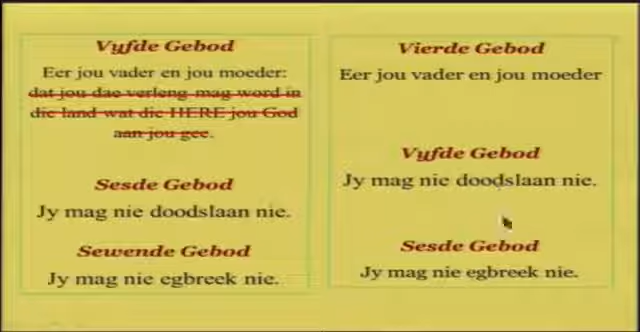 Vyfde Gebod
Eer jou vader en jou moeder:
dat jou dae verleng mag word in
die land wat die HERE jou God
aan jou gee.
Sesde Gebod
Jy mag nie doodslaan nie.
Sewende Gebod
Jy mag nie egbreek nie.
Vierde Gebod
Eer jou vader en jou moeder
Vyfde Gebod
Jy mag nie doodslaan nie.
Sesde Gebod
Jy mag nie egbreek nie.